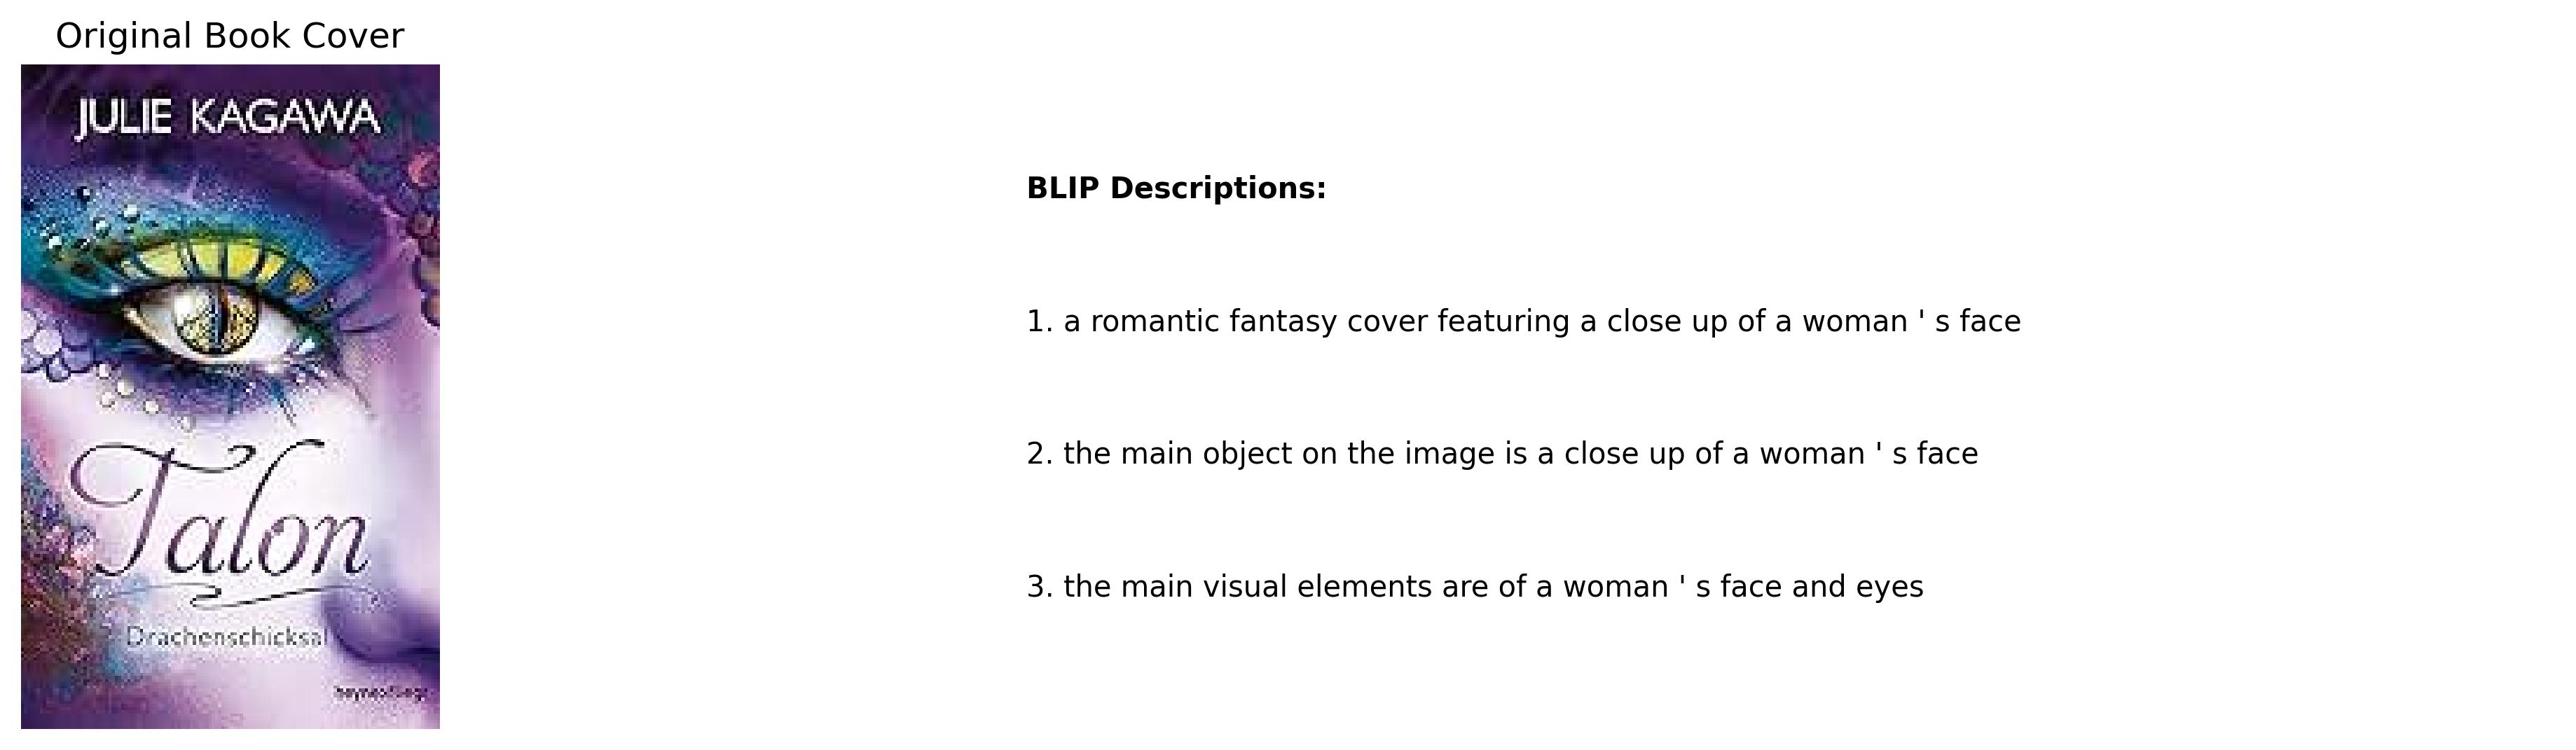 Original Book Cover
JULIE KAGAWA
Talon
Drachenschicksal
BLIP Descriptions:
1. a romantic fantasy cover featuring a close up of a woman ' s face
2. the main object on the image is a close up of a woman ' s face
3. the main visual elements are of a woman ' s face and eyes